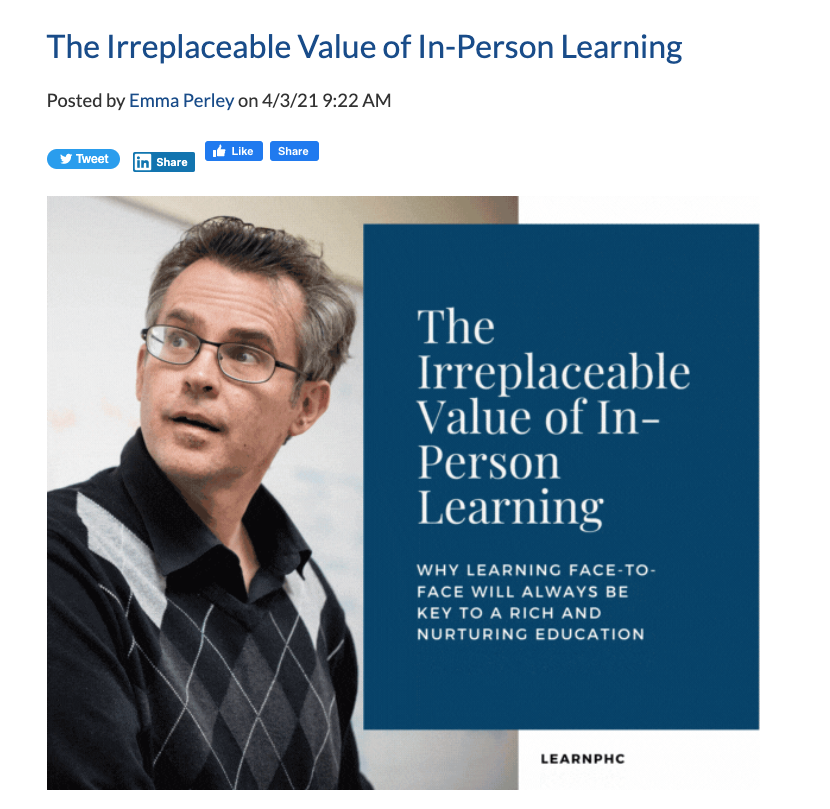 The Irreplaceable Value of In-Person Learning
Posted by Emma Perley on 4/3/21 9:22 AM
Tweet
in Share
Like
Share
The
Irreplaceable
Value of In-
Person
Learning
WHY LEARNING FACE-TO-
FACE WILL ALWAYS BE
KEY TO A RICH AND
NURTURING EDUCATION
LEARNPHC